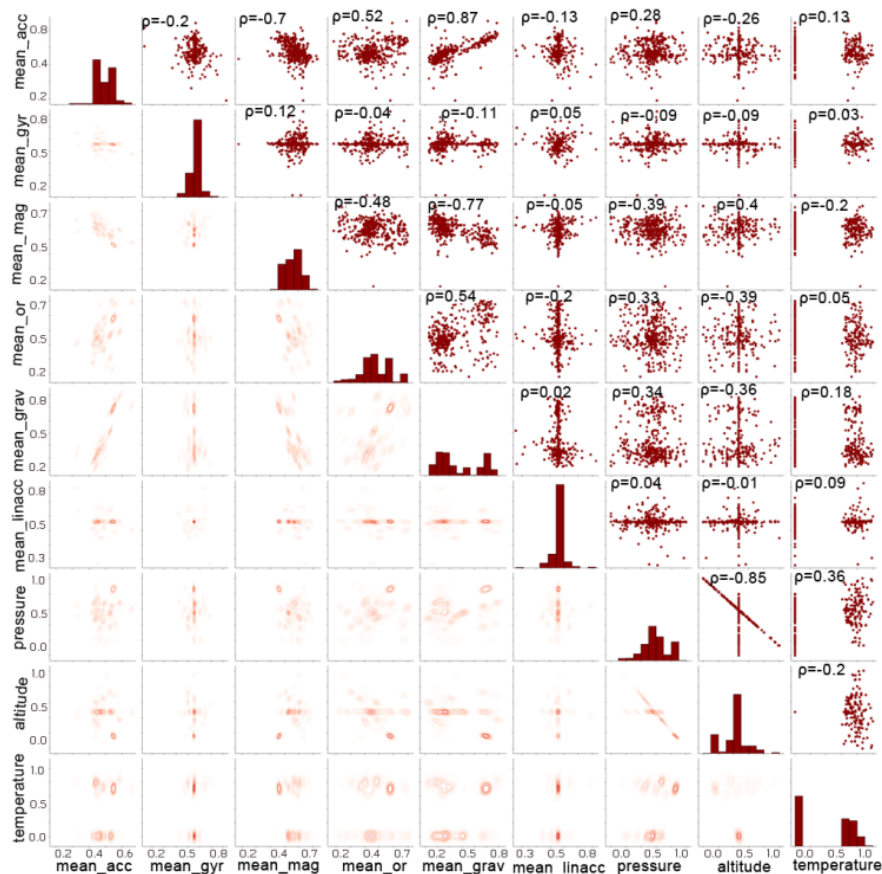 ρ=-0.2 ρ=-0.7 ρ=0.52 ρ=0.87 ρ=-0.13 ρ=0.28 ρ=-0.26 ρ=0.13
mean_acc 0.8 0.4 0.2
ρ=0.12 ρ=-0.04 ρ=-0.11 ρ=0.05 ρ=-0.09 ρ=-0.09 ρ=0.03
mean_gyr 0.8 0.5 0.2
ρ=-0.48 ρ=-0.77 ρ=-0.05 ρ=-0.39 ρ=0.4 ρ=-0.2
mean_mag 0.7 0.5 0.2
ρ=0.54 ρ=-0.2 ρ=0.33 ρ=-0.39 ρ=0.05
mean_or 0.7 0.5 0.2
ρ=0.02 ρ=0.34 ρ=-0.36 ρ=0.18
mean_grav 0.8 0.5 0.2
ρ=0.04 ρ=-0.01 ρ=0.09
mean_linacc 0.8 0.5 0.3
ρ=-0.85 ρ=0.36
pressure 1.0 0.5 0.0
ρ=-0.2
altitude 1.0 0.5 0.0
temperature 1.0 0.5 0.0
0.2 0.4 0.6 0.2 0.5 0.8 0.2 0.4 0.7 0.2 0.4 0.7 0.2 0.5 0.8 0.3 0.5 0.8 0.0 0.5 1.0 0.0 0.5 1.0 0.0 0.5 1.0
mean_acc mean_gyr mean_mag mean_or mean_grav mean linacc pressure altitude temperature